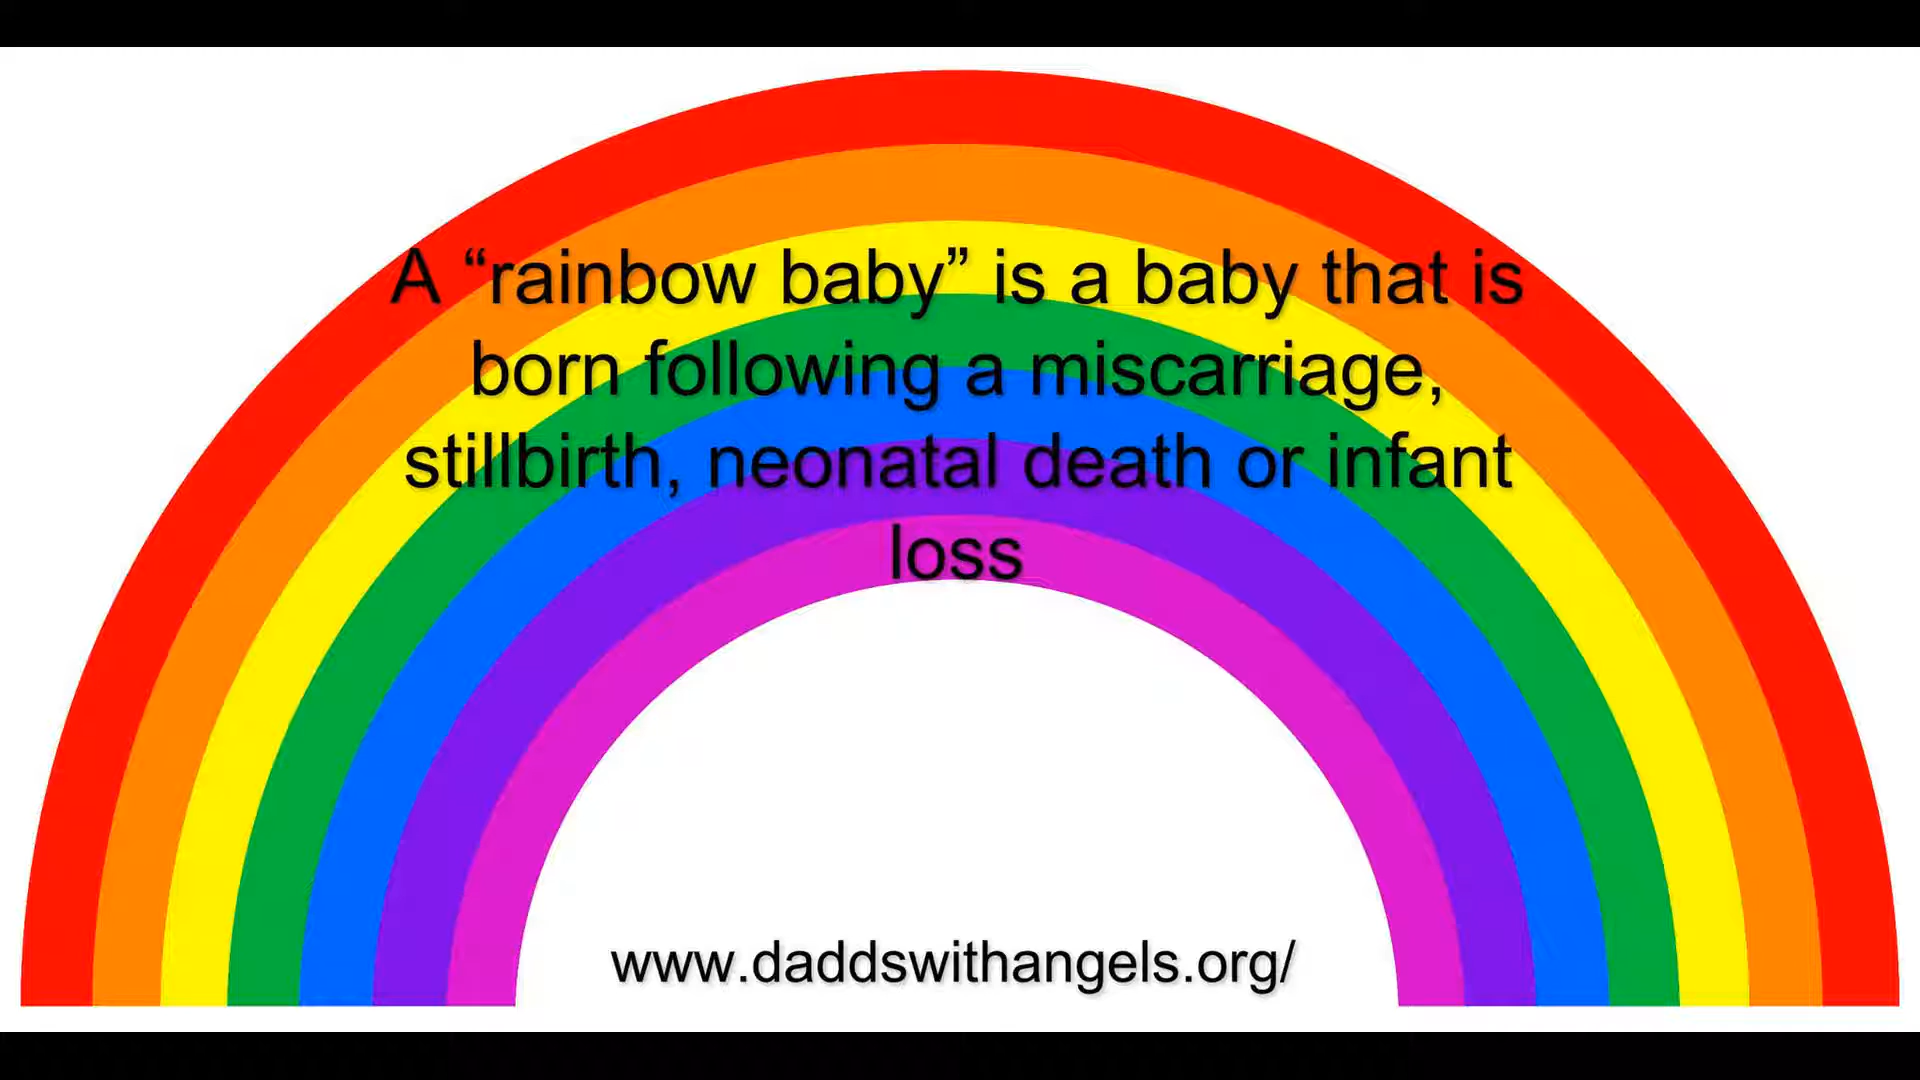 A “rainbow baby” is a baby that is
born following a miscarriage,
stillbirth, neonatal death or infant
loss
www.daddswithangels.org/